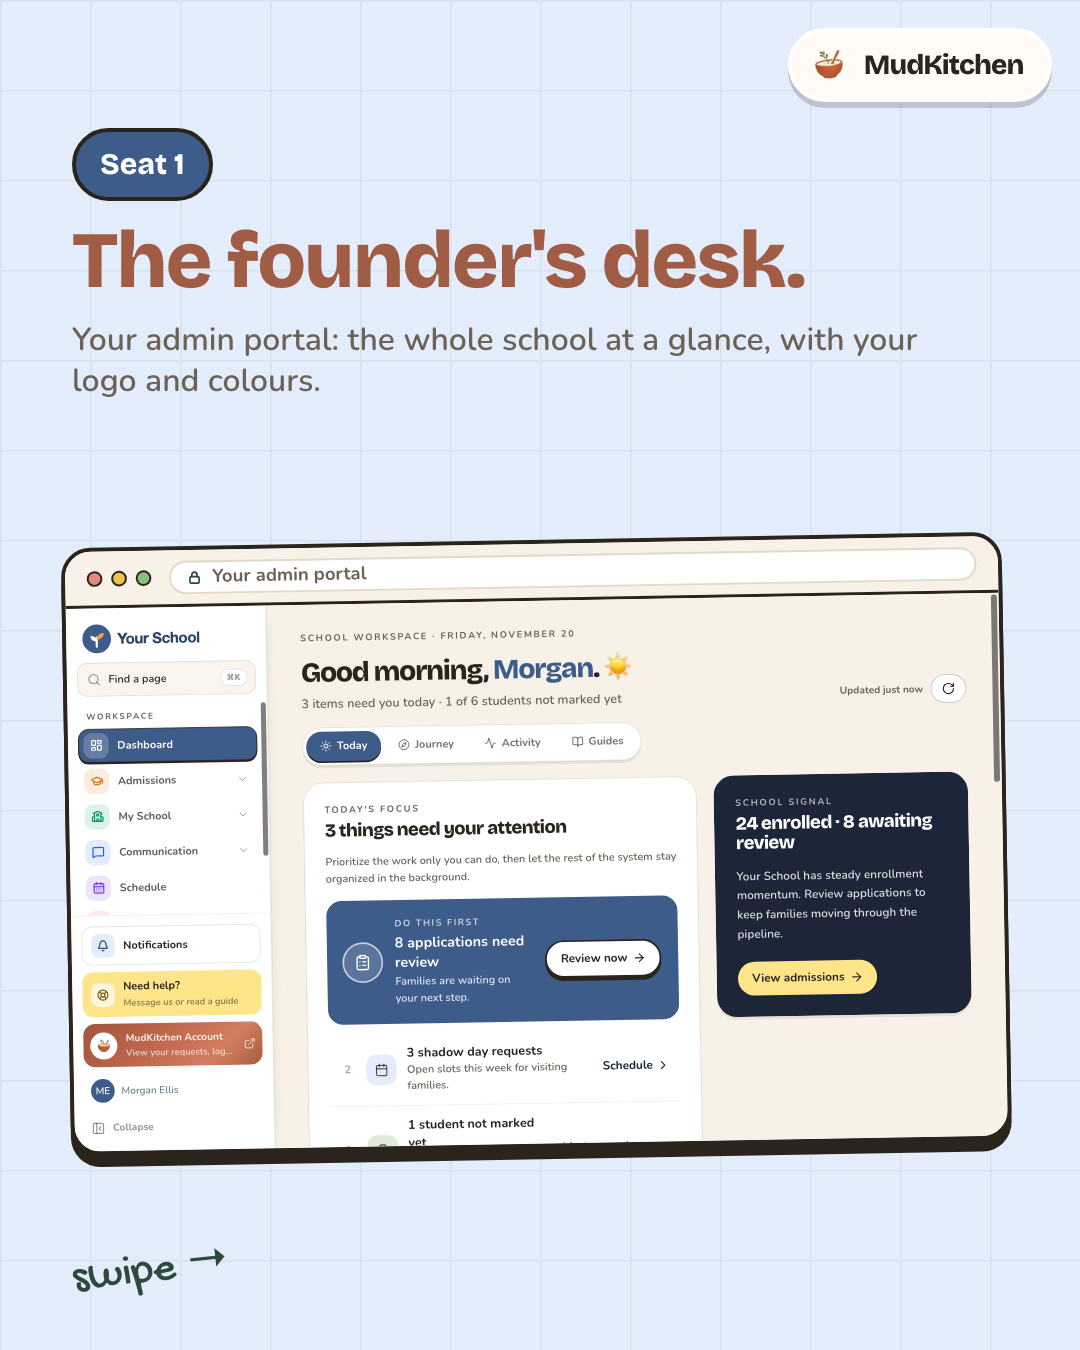 MudKitchen
Seat 1
The founder's desk.
Your admin portal: the whole school at a glance, with your
logo and colours.
Your admin portal
Your School
Find a page
⌘K
WORKSPACE
Dashboard
Admissions
My School
Communication
Schedule
Notifications
Need help?
Message us or read a guide
MudKitchen Account
View your requests, log...
ME
Morgan Ellis
Collapse
SCHOOL WORKSPACE · FRIDAY, NOVEMBER 20
Good morning, Morgan.
3 items need you today · 1 of 6 students not marked yet
Updated just now
Today
Journey
Activity
Guides
TODAY'S FOCUS
3 things need your attention
Prioritize the work only you can do, then let the rest of the system stay
organized in the background.
DO THIS FIRST
8 applications need
review
Families are waiting on
your next step.
Review now
2
3 shadow day requests
Open slots this week for visiting
families.
Schedule
1 student not marked
yet
SCHOOL SIGNAL
24 enrolled · 8 awaiting
review
Your School has steady enrollment
momentum. Review applications to
keep families moving through the
pipeline.
View admissions
swipe